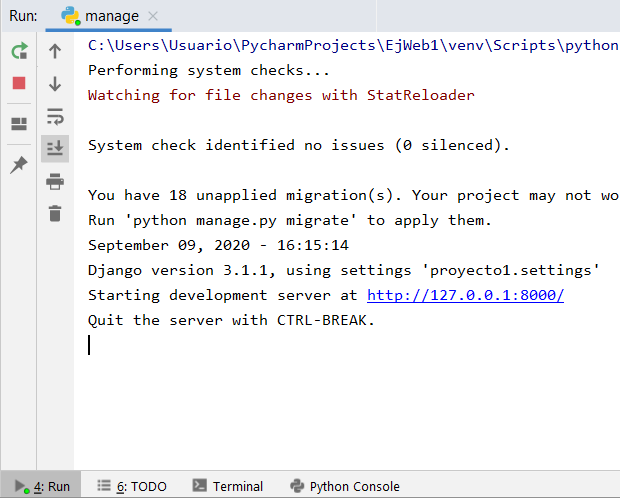 Run: manage
C:\Users\Usuario\PycharmProjects\EjWeb1\venv\Scripts\python
Performing system checks...
Watching for file changes with StatReloader
System check identified no issues (0 silenced).
You have 18 unapplied migration(s). Your project may not wo
Run 'python manage.py migrate' to apply them.
September 09, 2020 - 16:15:14
Django version 3.1.1, using settings 'proyecto1.settings'
Starting development server at http://127.0.0.1:8000/
Quit the server with CTRL-BREAK.
4: Run 6: TODO Terminal Python Console